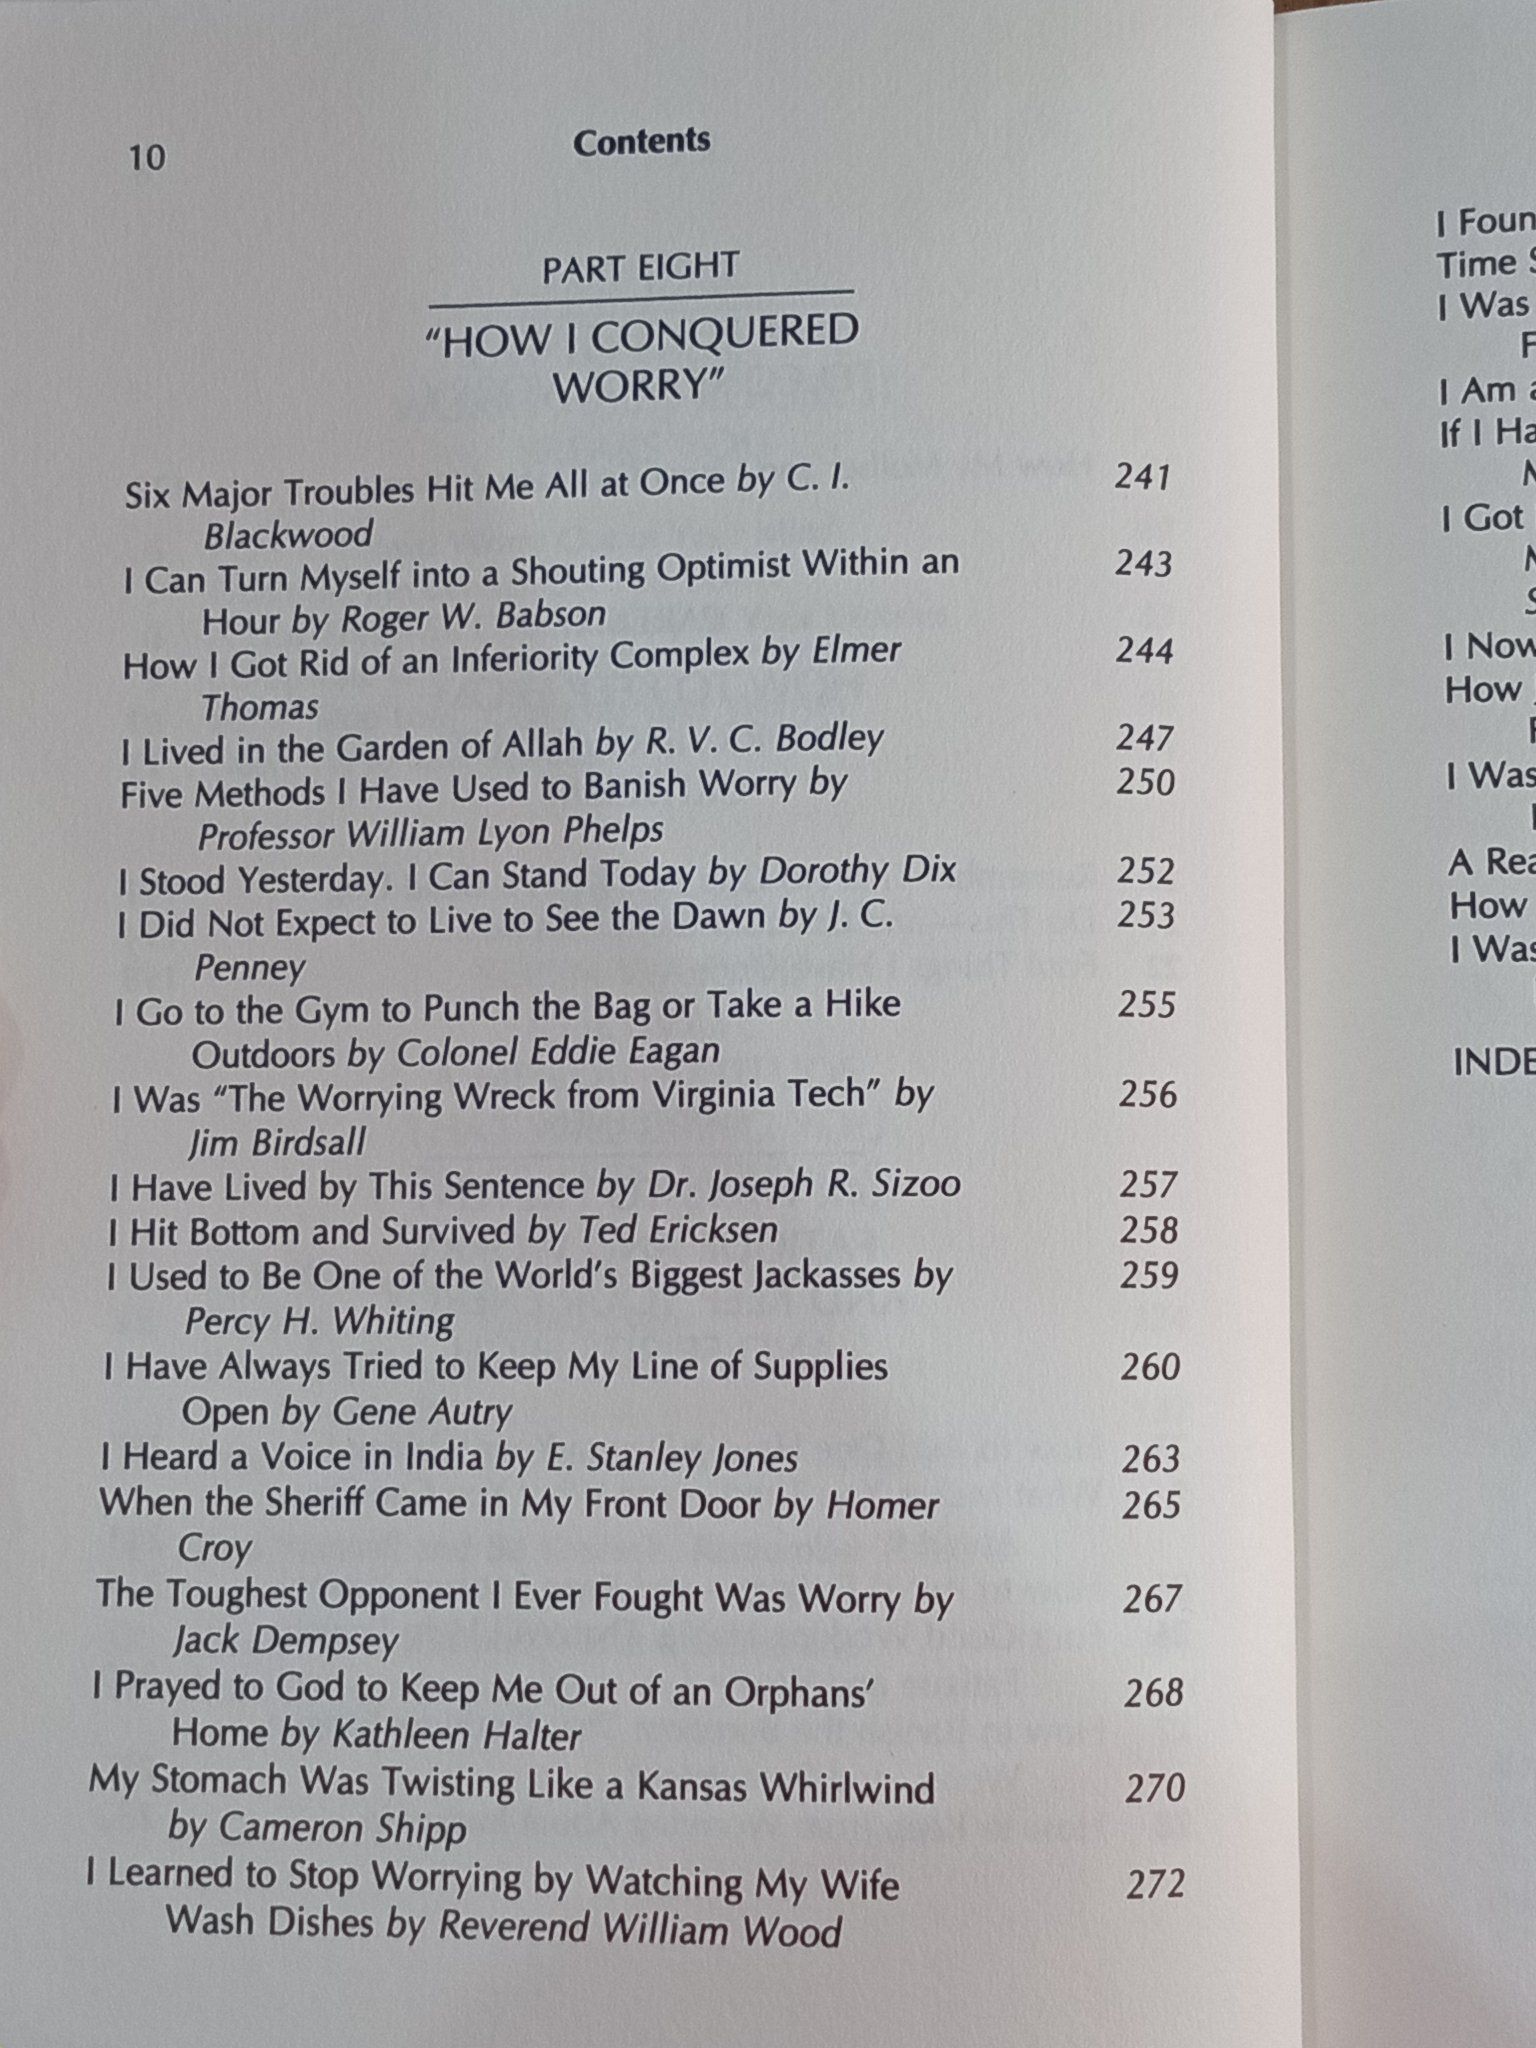 10
Contents
PART EIGHT
"HOW I CONQUERED
WORRY"
Six Major Troubles Hit Me All at Once by C. I. 241
Blackwood
I Can Turn Myself into a Shouting Optimist Within an 243
Hour by Roger W. Babson
How I Got Rid of an Inferiority Complex by Elmer 244
Thomas
I Lived in the Garden of Allah by R. V. C. Bodley 247
Five Methods I Have Used to Banish Worry by 250
Professor William Lyon Phelps
I Stood Yesterday. I Can Stand Today by Dorothy Dix 252
I Did Not Expect to Live to See the Dawn by J. C. 253
Penney
I Go to the Gym to Punch the Bag or Take a Hike 255
Outdoors by Colonel Eddie Eagan
I Was "The Worrying Wreck from Virginia Tech" by 256
Jim Birdsall
I Have Lived by This Sentence by Dr. Joseph R. Sizoo 257
I Hit Bottom and Survived by Ted Ericksen 258
I Used to Be One of the World's Biggest Jackasses by 259
Percy H. Whiting
I Have Always Tried to Keep My Line of Supplies 260
Open by Gene Autry
I Heard a Voice in India by E. Stanley Jones 263
When the Sheriff Came in My Front Door by Homer 265
Croy
The Toughest Opponent I Ever Fought Was Worry by 267
Jack Dempsey
I Prayed to God to Keep Me Out of an Orphans' 268
Home by Kathleen Halter
My Stomach Was Twisting Like a Kansas Whirlwind 270
by Cameron Shipp
I Learned to Stop Worrying by Watching My Wife 272
Wash Dishes by Reverend William Wood
I
Time
I Was
I Am
If I
I Got
I
How
I Was
A
How
I